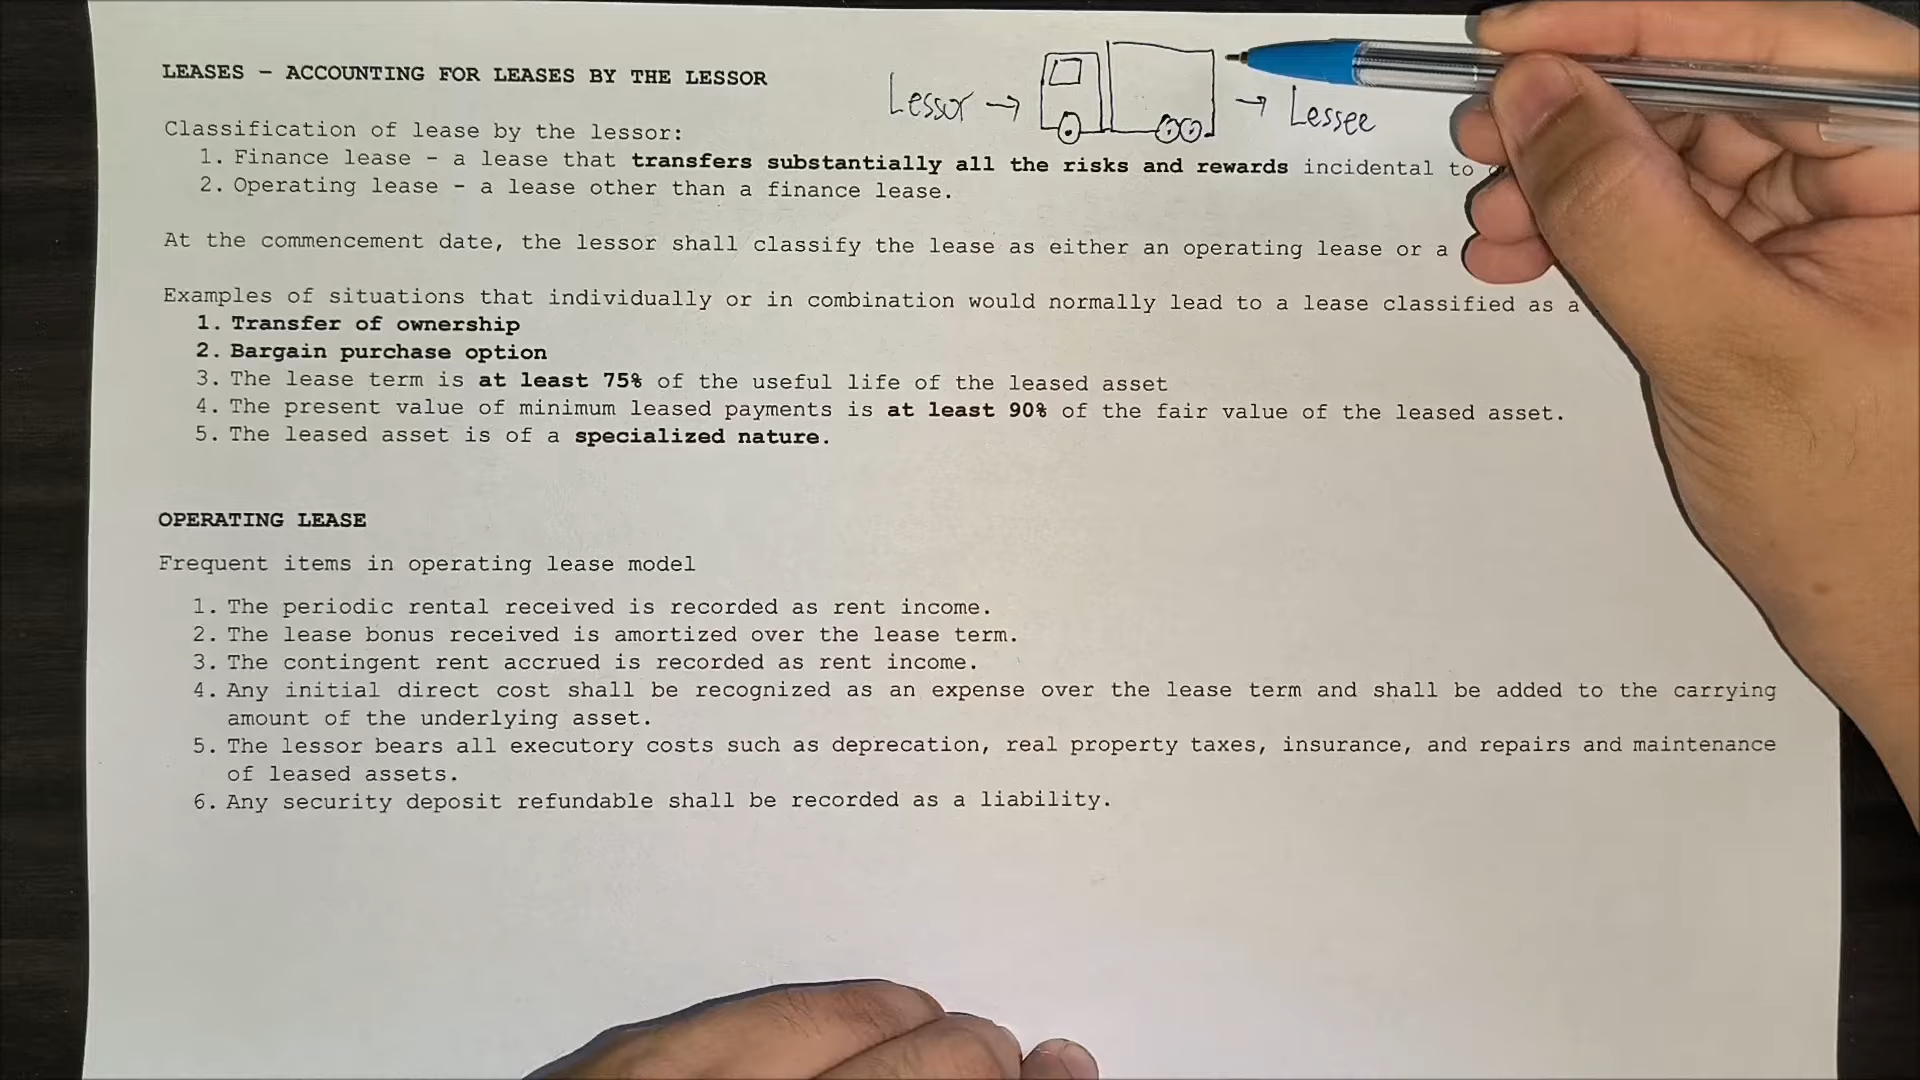 LEASES – ACCOUNTING FOR LEASES BY THE LESSOR
Lessor → → Lessee
Classification of lease by the lessor:
1. Finance lease – a lease that transfers substantially all the risks and rewards incidental to
2. Operating lease – a lease other than a finance lease.
At the commencement date, the lessor shall classify the lease as either an operating lease or a
Examples of situations that individually or in combination would normally lead to a lease classified as a
1. Transfer of ownership
2. Bargain purchase option
3. The lease term is at least 75% of the useful life of the leased asset
4. The present value of minimum leased payments is at least 90% of the fair value of the leased asset.
5. The leased asset is of a specialized nature.
OPERATING LEASE
Frequent items in operating lease model
1. The periodic rental received is recorded as rent income.
2. The lease bonus received is amortized over the lease term.
3. The contingent rent accrued is recorded as rent income.
4. Any initial direct cost shall be recognized as an expense over the lease term and shall be added to the carrying
amount of the underlying asset.
5. The lessor bears all executory costs such as deprecation, real property taxes, insurance, and repairs and maintenance
of leased assets.
6. Any security deposit refundable shall be recorded as a liability.